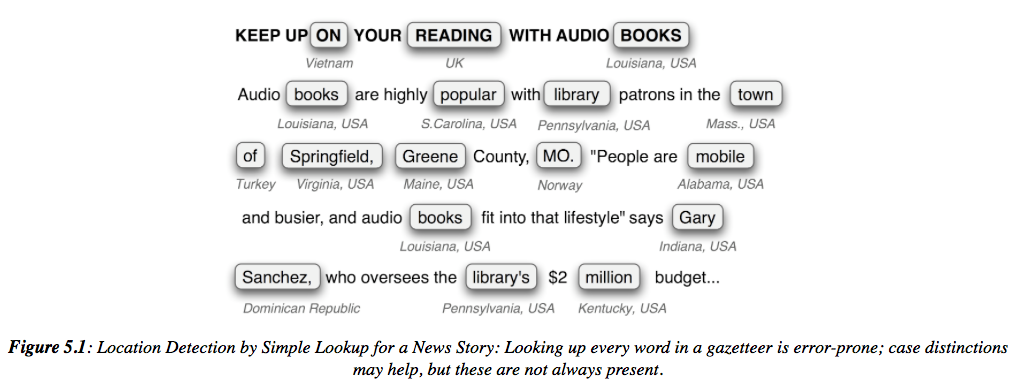 KEEP UP ON YOUR READING WITH AUDIO BOOKS
Vietnam UK Louisiana, USA
Audio books are highly popular with library patrons in the town
Louisiana, USA S.Carolina, USA Pennsylvania, USA Mass., USA
of Springfield, Greene County, MO. "People are mobile
Turkey Virginia, USA Maine, USA Norway Alabama, USA
and busier, and audio books fit into that lifestyle" says Gary
Louisiana, USA Indiana, USA
Sanchez, who oversees the library's $2 million budget...
Dominican Republic Pennsylvania, USA Kentucky, USA
Figure 5.1: Location Detection by Simple Lookup for a News Story: Looking up every word in a gazetteer is error-prone; case distinctions
may help, but these are not always present.